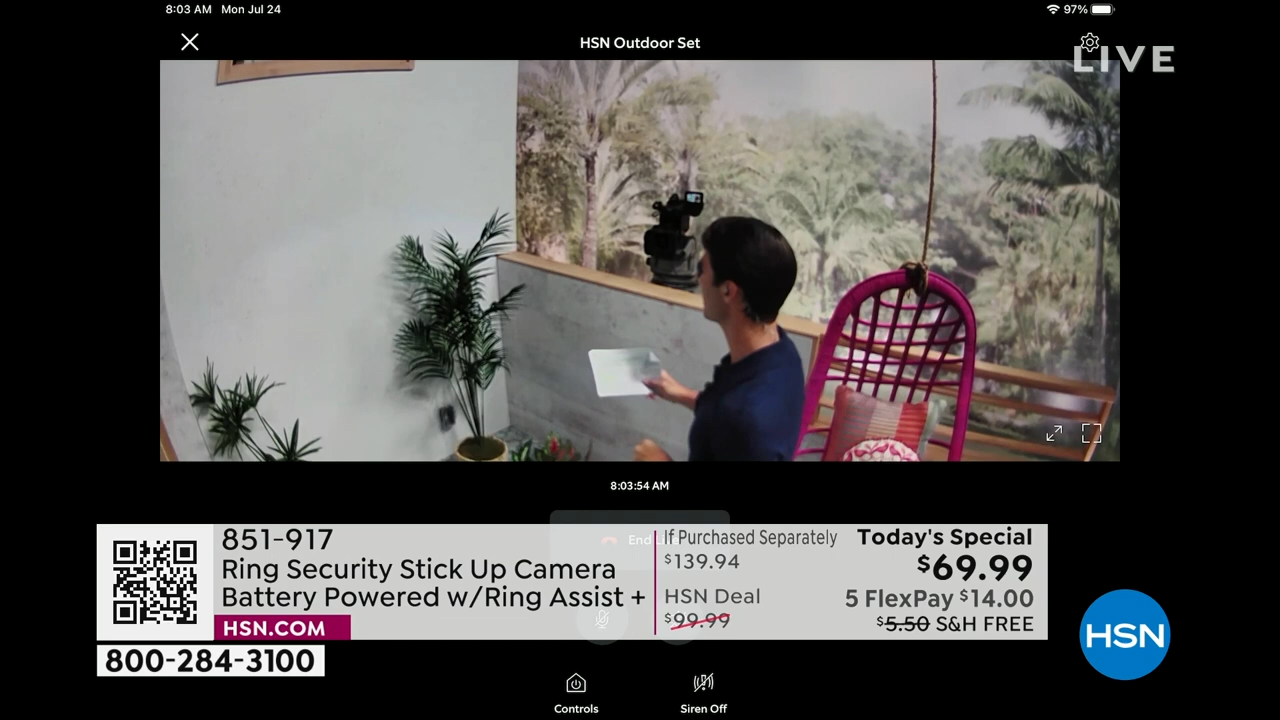 8:03 AM Mon Jul 24
97%
HSN Outdoor Set
LIVE
8:03:54 AM
851-917
Ring Security Stick Up Camera
Battery Powered w/Ring Assist +
HSN.COM
800-284-3100
End
If Purchased Separately
$139.94
HSN Deal
$99.99
Today's Special
$69.99
5 FlexPay $14.00
$5.50 S&H FREE
HSN
Controls
Siren Off